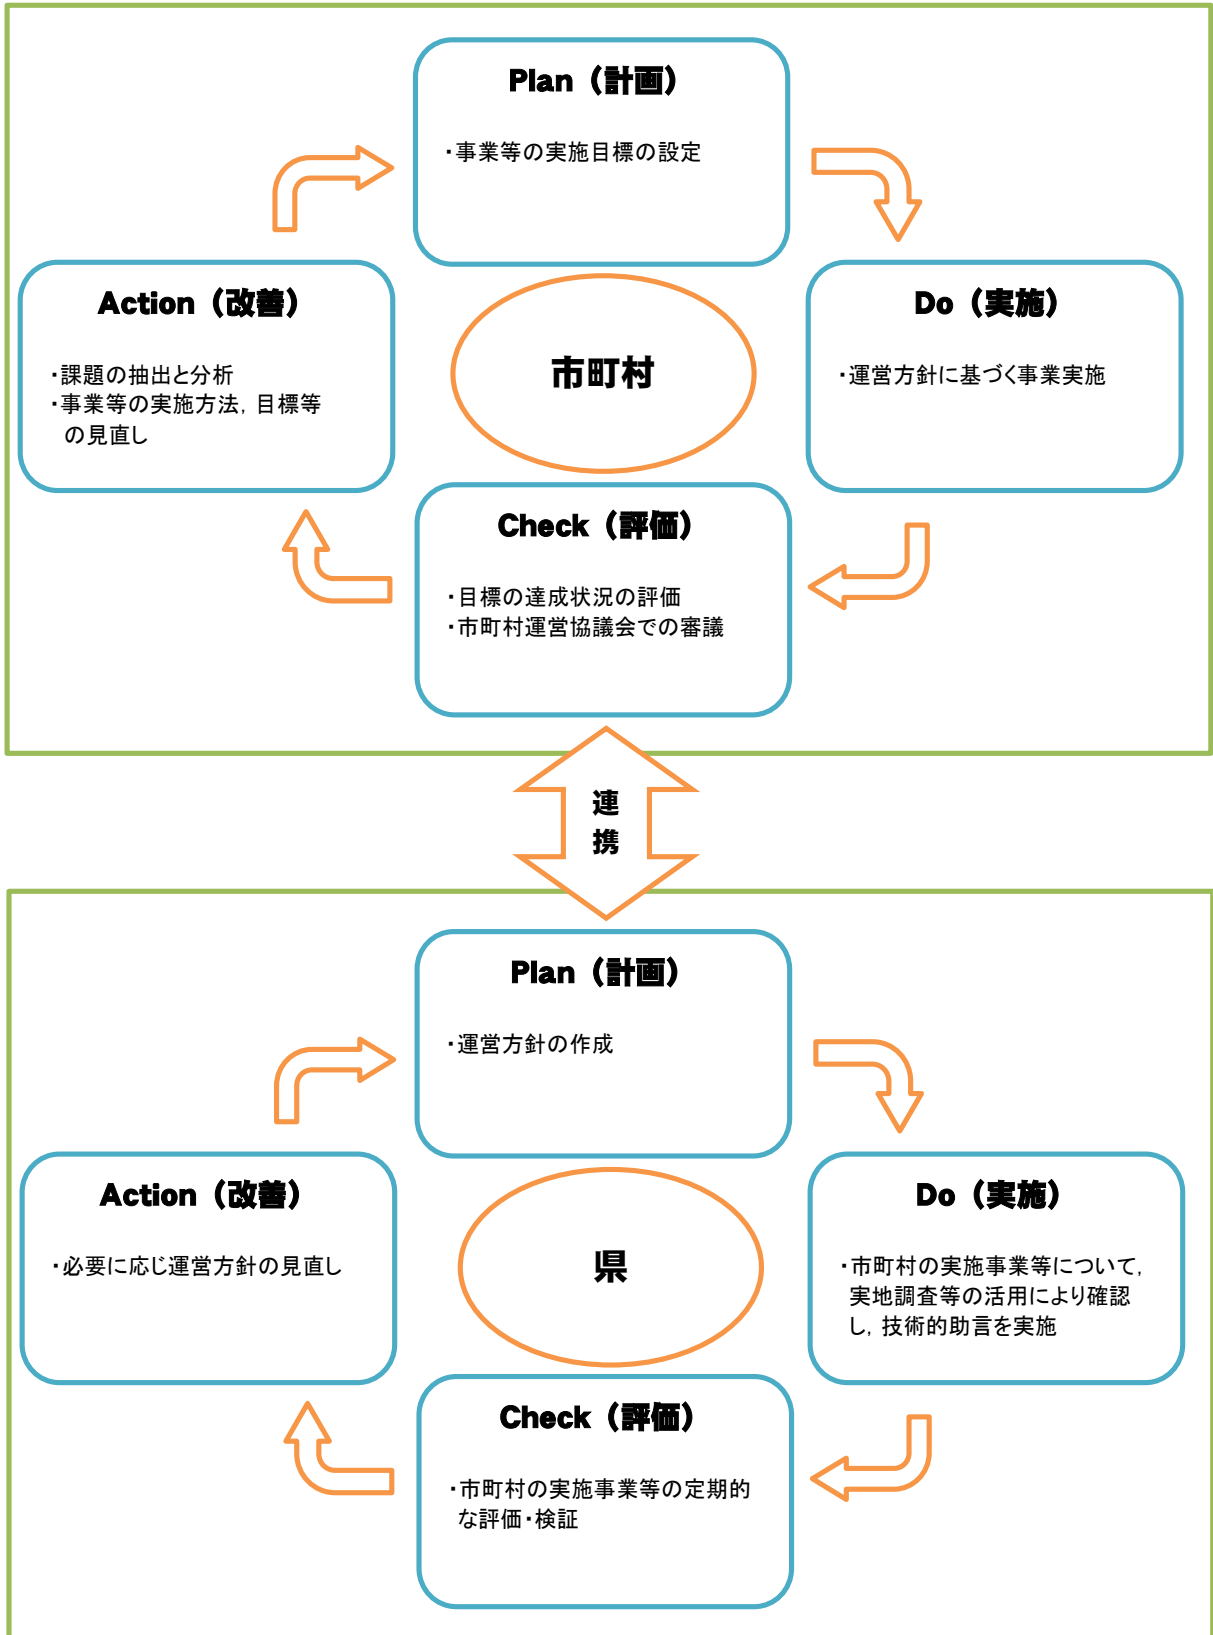 Plan（計画）
・事業等の実施目標の設定
Action（改善）
・課題の抽出と分析
・事業等の実施方法，目標等
の見直し
市町村
Do（実施）
・運営方針に基づく事業実施
Check（評価）
・目標の達成状況の評価
・市町村運営協議会での審議
連
携
Plan（計画）
・運営方針の作成
Action（改善）
・必要に応じ運営方針の見直し
県
Do（実施）
・市町村の実施事業等について，
実地調査等の活用により確認
し，技術的助言を実施
Check（評価）
・市町村の実施事業等の定期的
な評価・検証